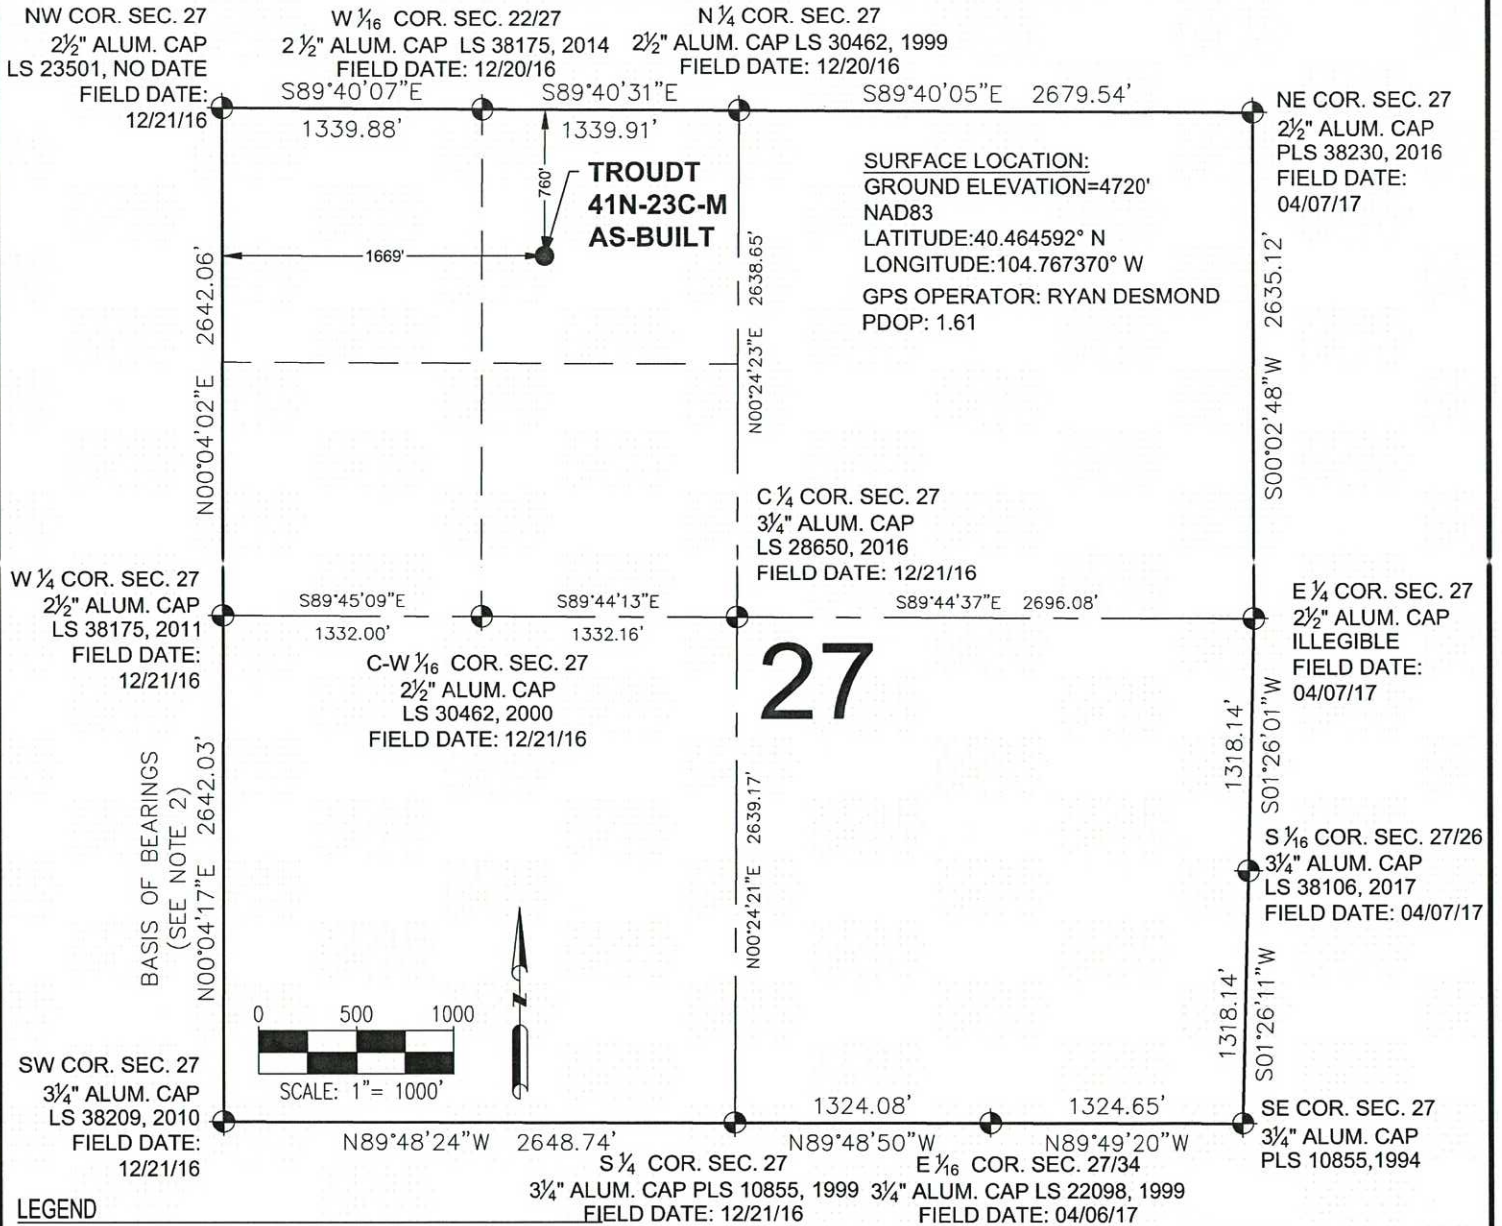 NW COR. SEC. 27
2½" ALUM. CAP
LS 23501, NO DATE
FIELD DATE:
12/21/16
W 1⁄16 COR. SEC. 22/27
2 ½" ALUM. CAP LS 38175, 2014
FIELD DATE: 12/20/16
N ¼ COR. SEC. 27
2½" ALUM. CAP LS 30462, 1999
FIELD DATE: 12/20/16
S89°40'07"E
1339.88'
S89°40'31"E
1339.91'
S89°40'05"E 2679.54'
NE COR. SEC. 27
2½" ALUM. CAP
PLS 38230, 2016
FIELD DATE:
04/07/17
760'
TROUDT
41N-23C-M
AS-BUILT
1669'
SURFACE LOCATION:
GROUND ELEVATION=4720'
NAD83
LATITUDE:40.464592° N
LONGITUDE:104.767370° W
GPS OPERATOR: RYAN DESMOND
PDOP: 1.61
N00°04'02"E 2642.06'
N00°24'23"E 2638.65'
S00°02'48"W 2635.12'
C ¼ COR. SEC. 27
3¼" ALUM. CAP
LS 28650, 2016
FIELD DATE: 12/21/16
W ¼ COR. SEC. 27
2½" ALUM. CAP
LS 38175, 2011
FIELD DATE:
12/21/16
S89°45'09"E
1332.00'
S89°44'13"E
1332.16'
S89°44'37"E 2696.08'
E ¼ COR. SEC. 27
2½" ALUM. CAP
ILLEGIBLE
FIELD DATE:
04/07/17
C-W 1⁄16 COR. SEC. 27
2½" ALUM. CAP
LS 30462, 2000
FIELD DATE: 12/21/16
27
BASIS OF BEARINGS
(SEE NOTE 2)
N00°04'17"E 2642.03'
N00°24'21"E 2639.17'
1318.14'
S01°26'01"W
S 1⁄16 COR. SEC. 27/26
3¼" ALUM. CAP
LS 38106, 2017
FIELD DATE: 04/07/17
1318.14'
S01°26'11"W
0 500 1000
SCALE: 1"= 1000'
N
SW COR. SEC. 27
3¼" ALUM. CAP
LS 38209, 2010
FIELD DATE:
12/21/16
N89°48'24"W 2648.74'
1324.08'
N89°48'50"W
1324.65'
N89°49'20"W
SE COR. SEC. 27
3¼" ALUM. CAP
PLS 10855,1994
S ¼ COR. SEC. 27
3¼" ALUM. CAP PLS 10855, 1999
FIELD DATE: 12/21/16
E 1⁄16 COR. SEC. 27/34
3¼" ALUM. CAP LS 22098, 1999
FIELD DATE: 04/06/17
LEGEND